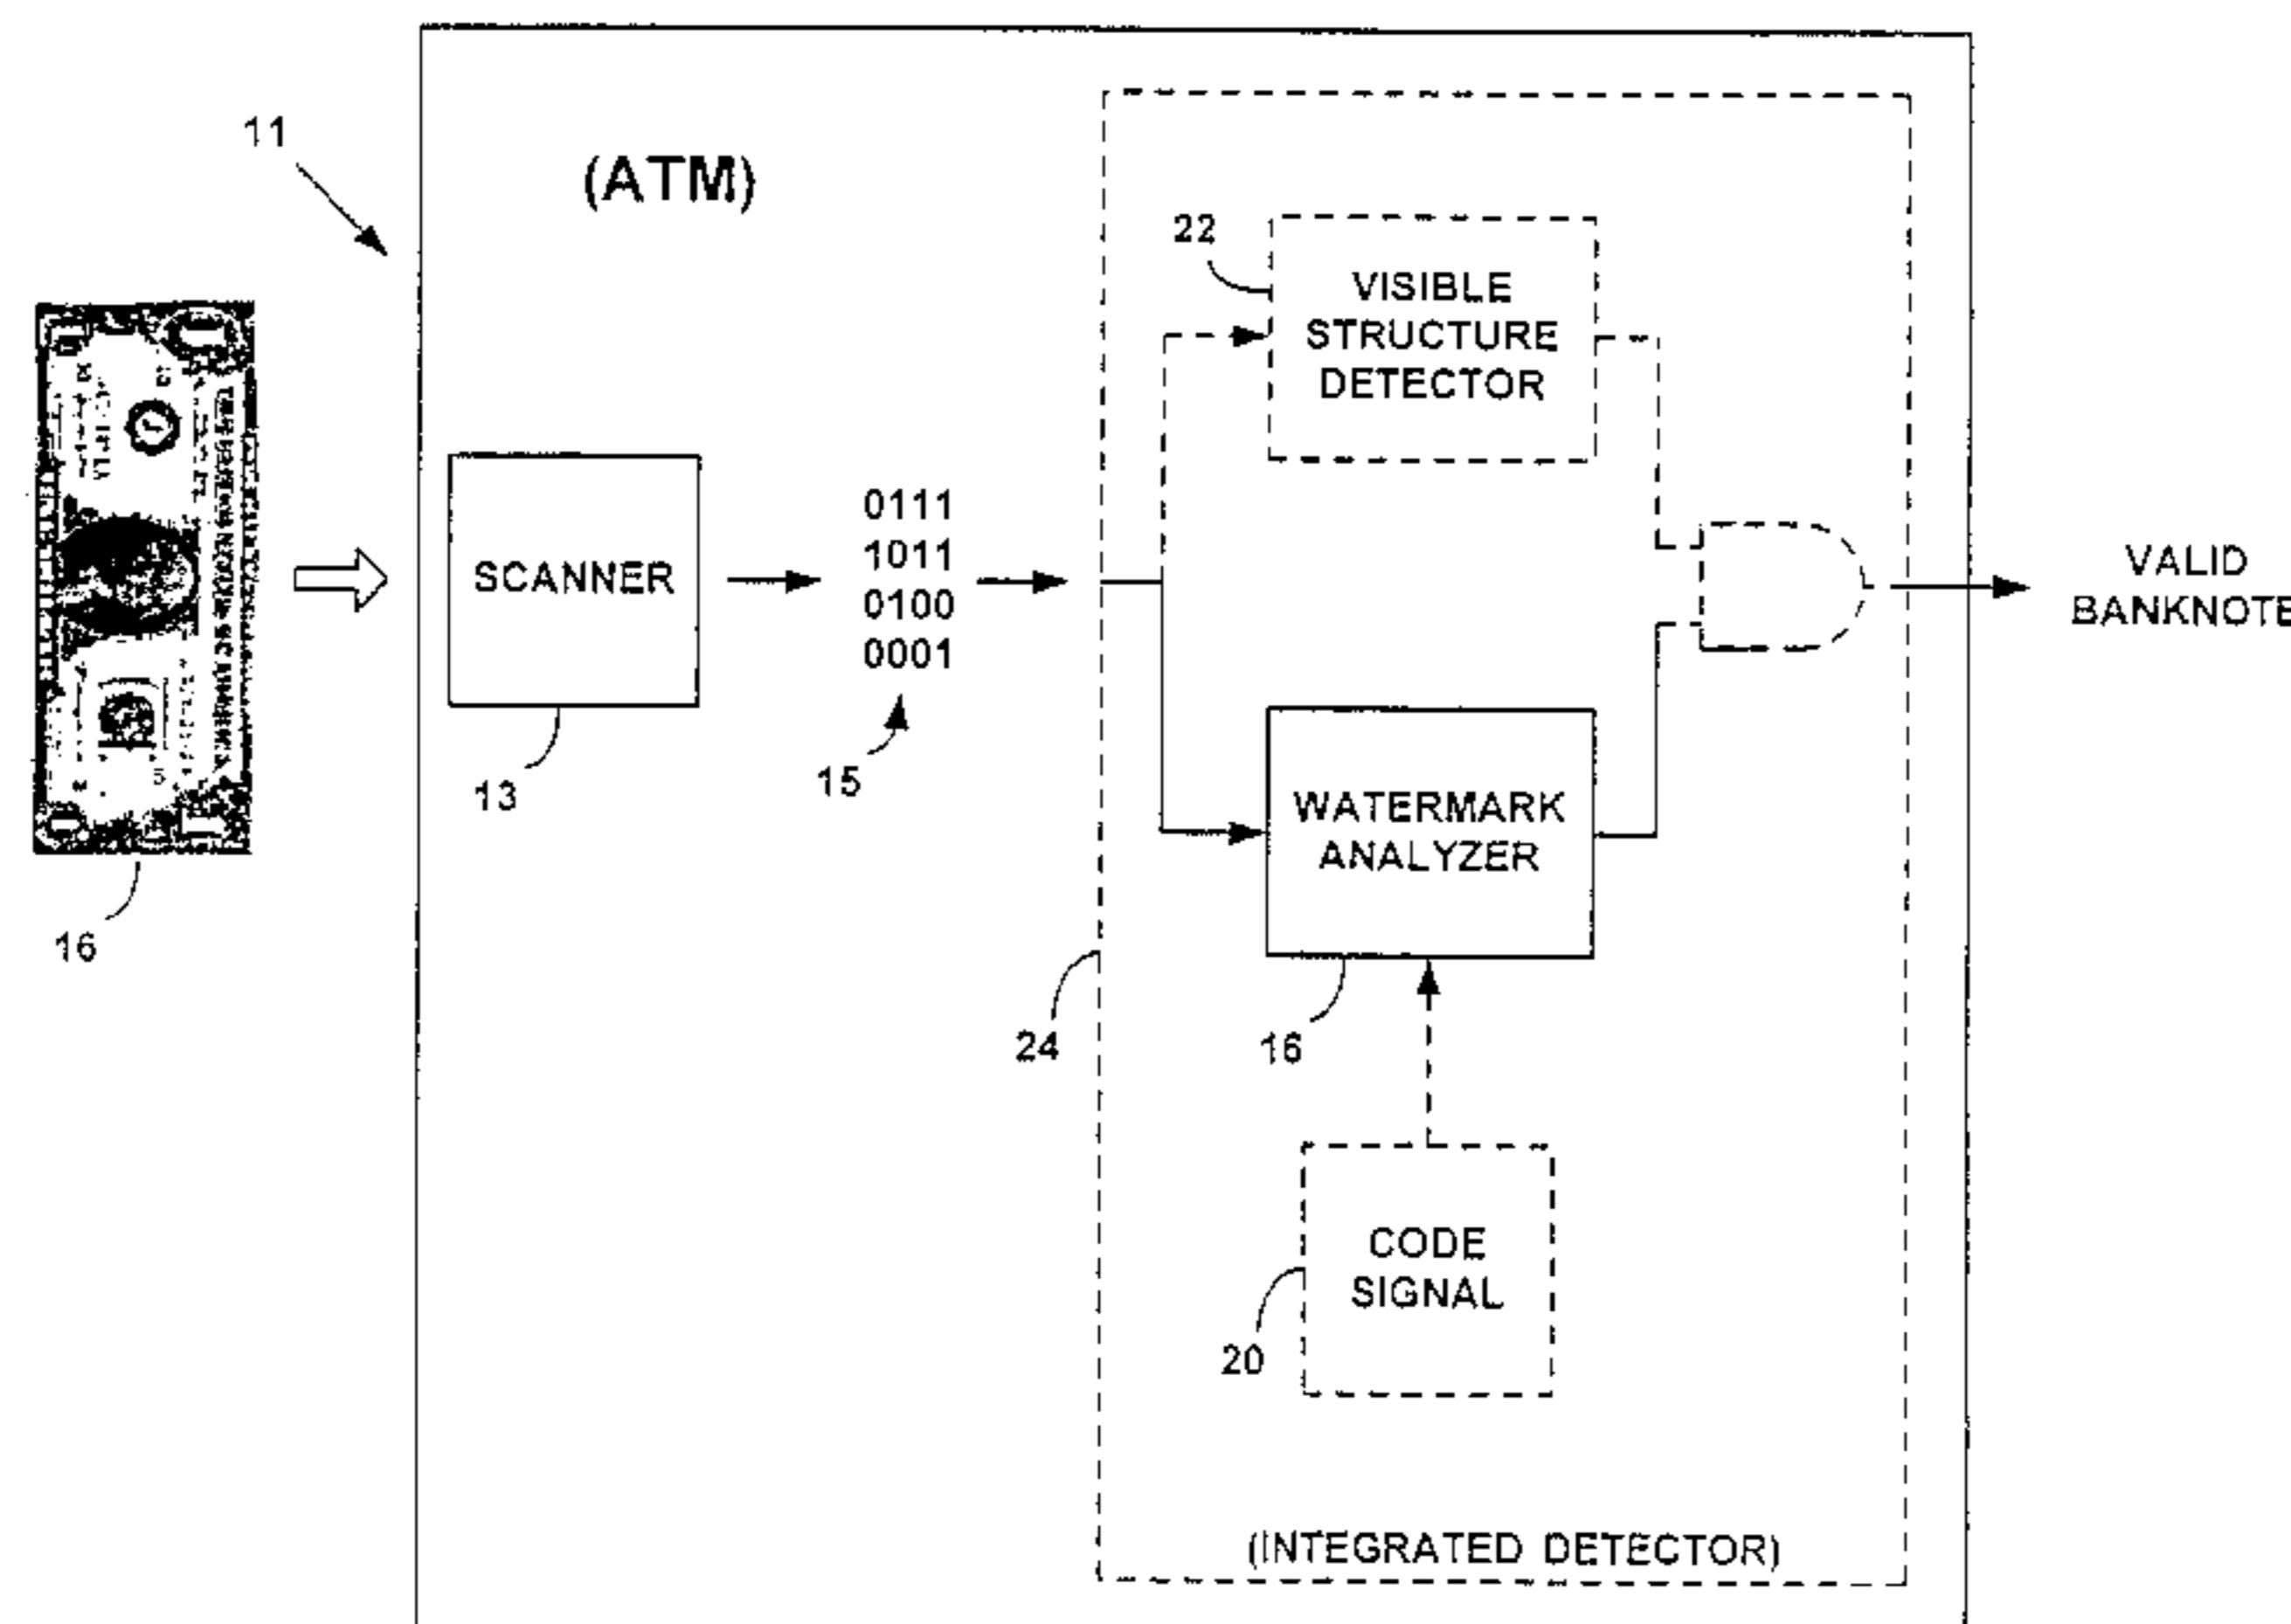 11
(ATM)
22
VISIBLE
STRUCTURE
DETECTOR
SCANNER
0111
1011
0100
0001
VALID
BANKNOTE
13
15
WATERMARK
ANALYZER
16
24
16
CODE
SIGNAL
20
(INTEGRATED DETECTOR)